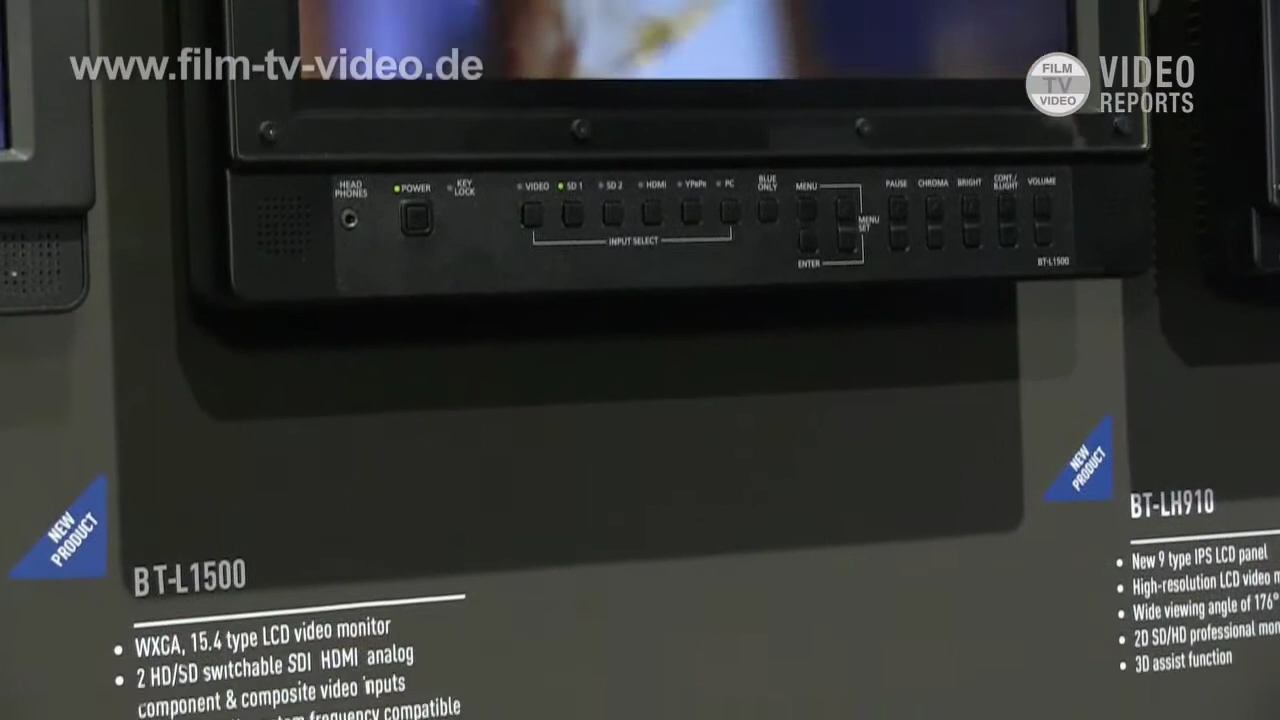 www.film-tv-video.de
FILM
TV
VIDEO
VIDEO
REPORTS
HEAD
PHONES
POWER
KEY
LOCK
VIDEO
SD 1
SD 2
HDMI
YPBPR
PC
BLUE
ONLY
MENU
INPUT SELECT
MENU
SET
ENTER
PAUSE
CHROMA
BRIGHT
CONT./
B.LIGHT
VOLUME
BT-L1500
NEW
PRODUCT
BT-L1500
• WXGA, 15.4 type LCD video monitor
• 2 HD/SD switchable SDI HDMI analog
component & composite video inputs
frequency compatible
NEW
PRODUCT
BT-LH910
• New 9 type IPS LCD panel
• High-resolution LCD video
• Wide viewing angle of 176°
• 2D SD/HD professional
• 3D assist function